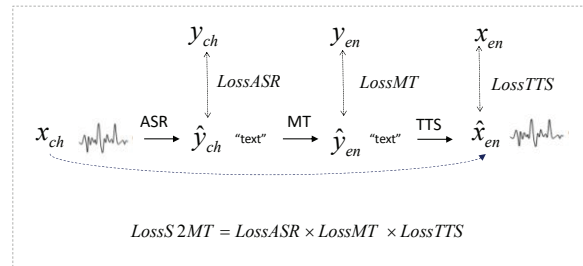 y_ch y_en x_en
LossASR LossMT LossTTS
ASR MT TTS
x_ch ŷ_ch “text” ŷ_en “text” x̂_en
LossS2MT = LossASR × LossMT × LossTTS